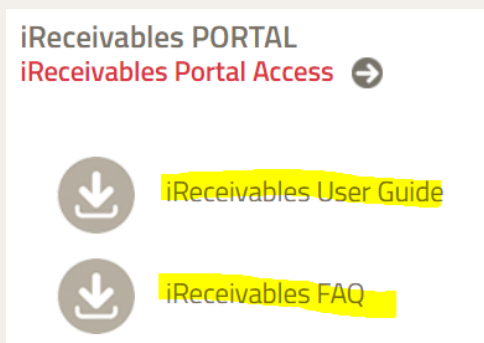 iReceivables PORTAL
iReceivables Portal Access
iReceivables User Guide
iReceivables FAQ